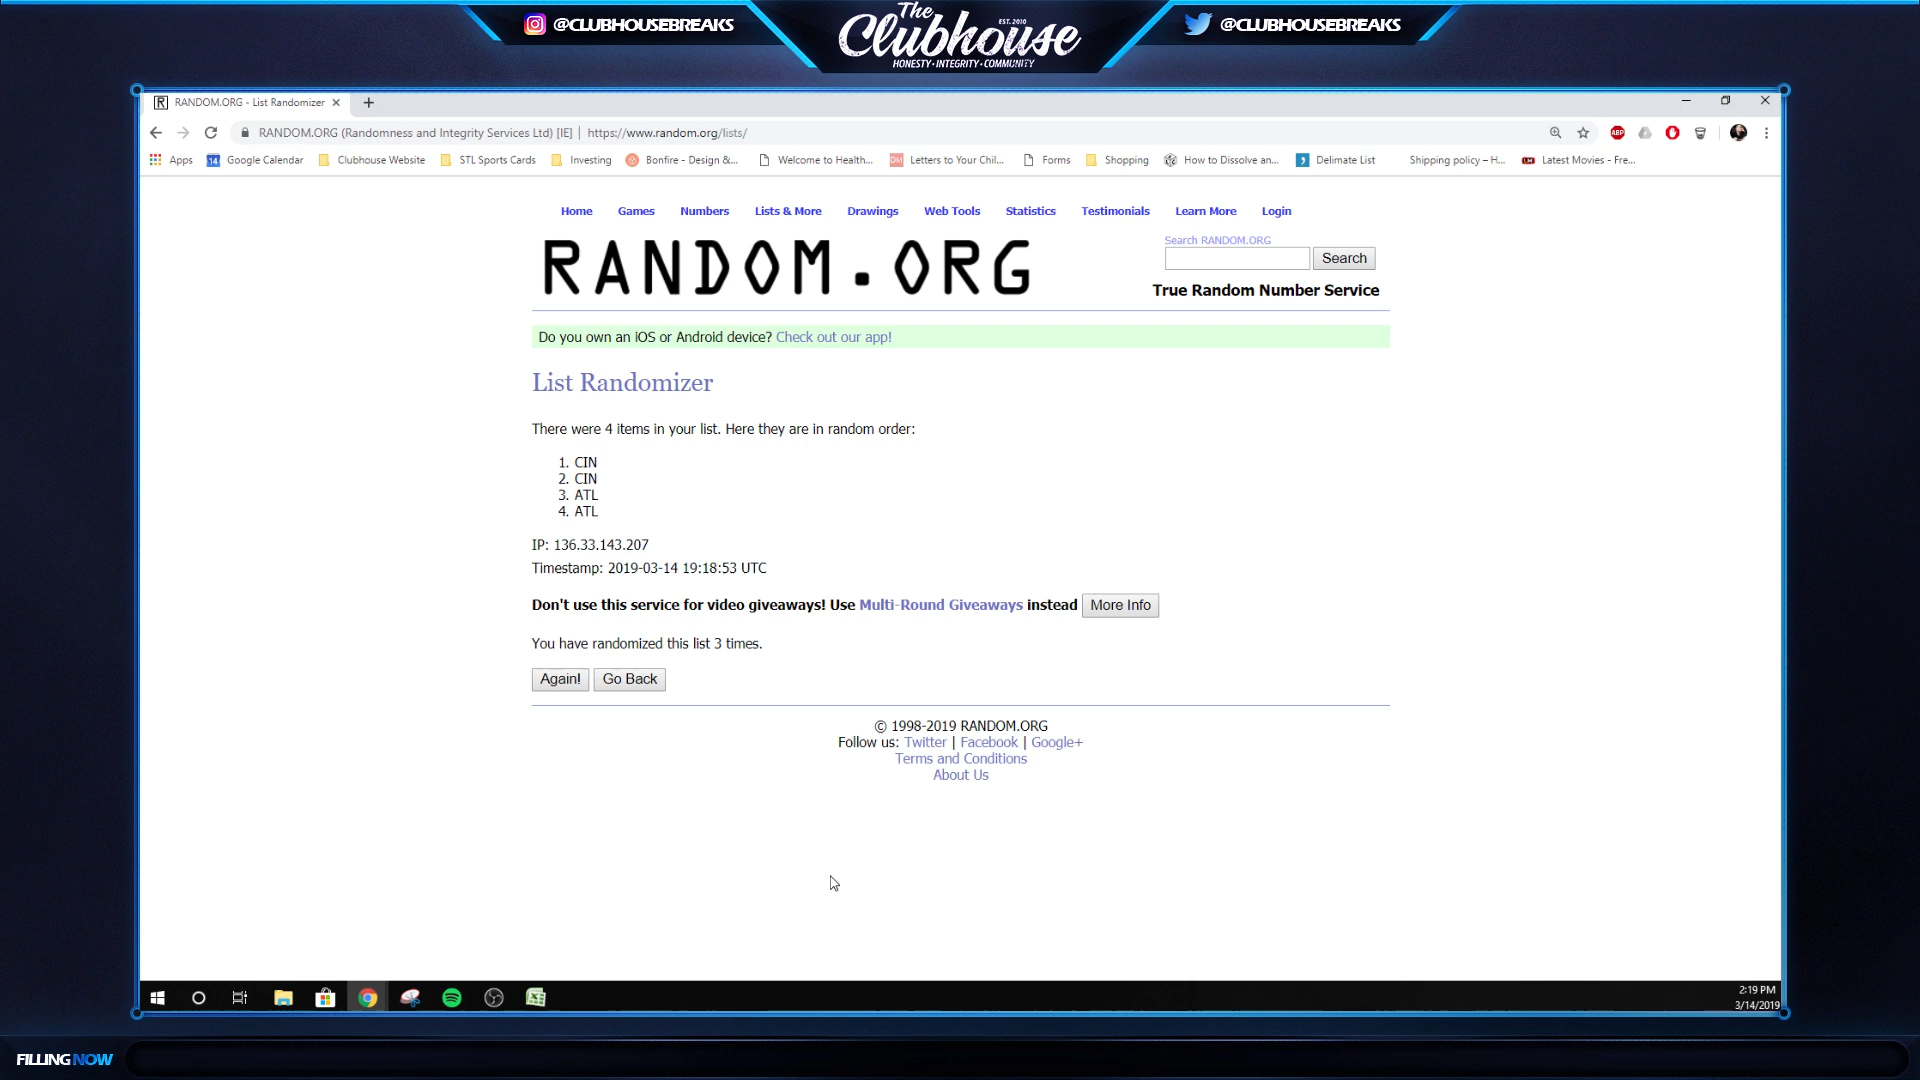 @CLUBHOUSEBREAKS
The Clubhouse
EST. 2010
HONESTY • INTEGRITY • COMMUNITY
@CLUBHOUSEBREAKS
R RANDOM.ORG - List Randomizer
RANDOM.ORG (Randomness and Integrity Services Ltd) [IE] | https://www.random.org/lists/
ABP
Apps 14 Google Calendar Clubhouse Website STL Sports Cards Investing Bonfire - Design &... Welcome to Health... DM Letters to Your Chil... Forms Shopping How to Dissolve an... Delimate List Shipping policy – H... Latest Movies - Fre...
Home Games Numbers Lists & More Drawings Web Tools Statistics Testimonials Learn More Login
RANDOM.ORG
Search RANDOM.ORG
Search
True Random Number Service
Do you own an iOS or Android device? Check out our app!
List Randomizer
There were 4 items in your list. Here they are in random order:
1. CIN
2. CIN
3. ATL
4. ATL
IP: 136.33.143.207
Timestamp: 2019-03-14 19:18:53 UTC
Don't use this service for video giveaways! Use Multi-Round Giveaways instead More Info
You have randomized this list 3 times.
Again! Go Back
© 1998-2019 RANDOM.ORG
Follow us: Twitter | Facebook | Google+
Terms and Conditions
About Us
2:19 PM
3/14/2019
FILLING NOW